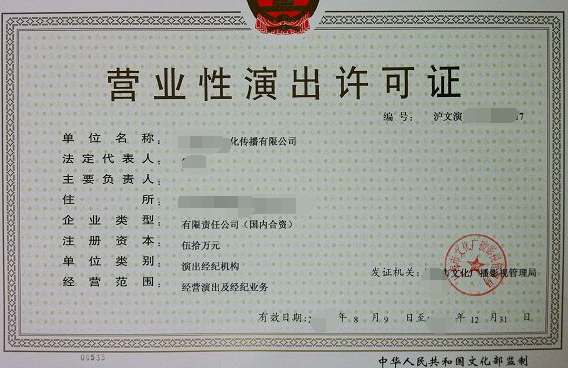 营业性演出许可证
编 号: 沪文演 7
单 位 名 称: 化传播有限公司
法 定 代 表 人:
主 要 负 责 人:
住 所:
企 业 类 型: 有限责任公司（国内合资）
注 册 资 本: 伍拾万元
单 位 类 别: 演出经纪机构
经 营 范 围: 经营演出及经纪业务
发证机关: 市文化广播影视管理局
有效日期: 年 8 月 9 日至 年 12 月 31 日
00535
中华人民共和国文化部监制